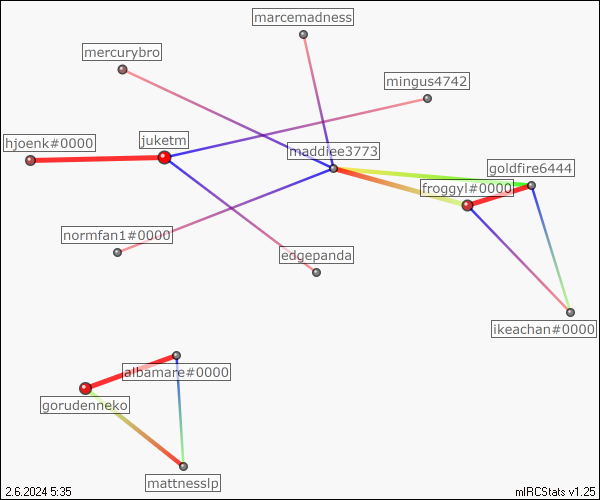 marcemadness
mercurybro
mingus4742
hjoenk#0000
juketm
maddiee3773
goldfire6444
froggyl#0000
normfan1#0000
edgepanda
ikeachan#0000
albamare#0000
gorudenneko
mattnesslp
2.6.2024 5:35
mIRCStats v1.25